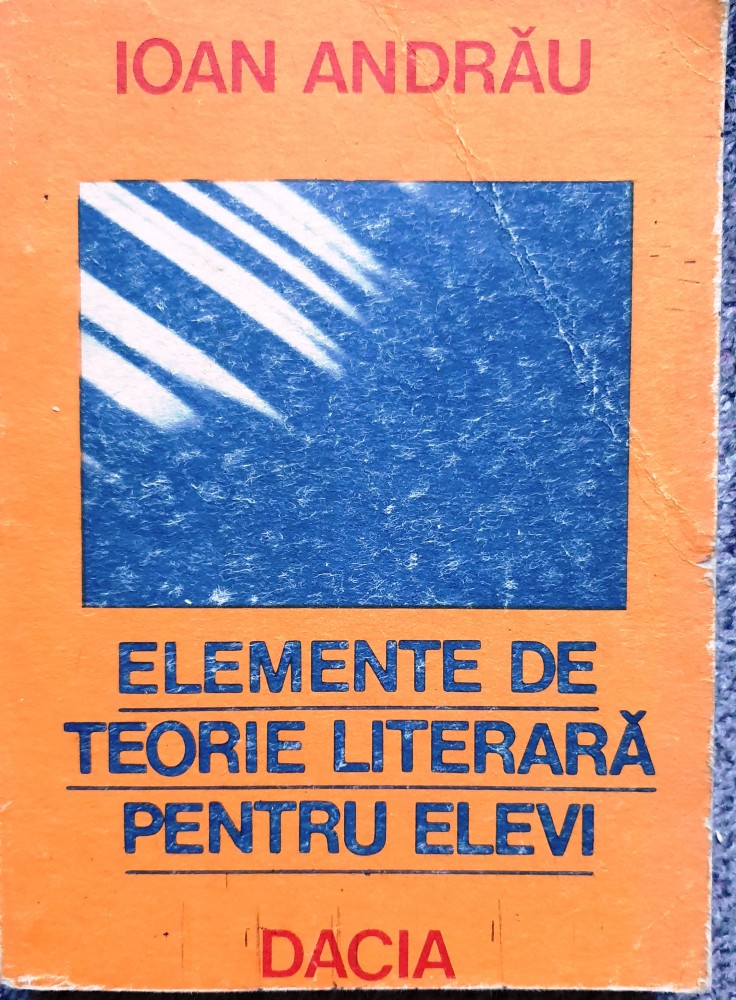 IOAN ANDRĂU
ELEMENTE DE
TEORIE LITERARĂ
PENTRU ELEVI
DACIA